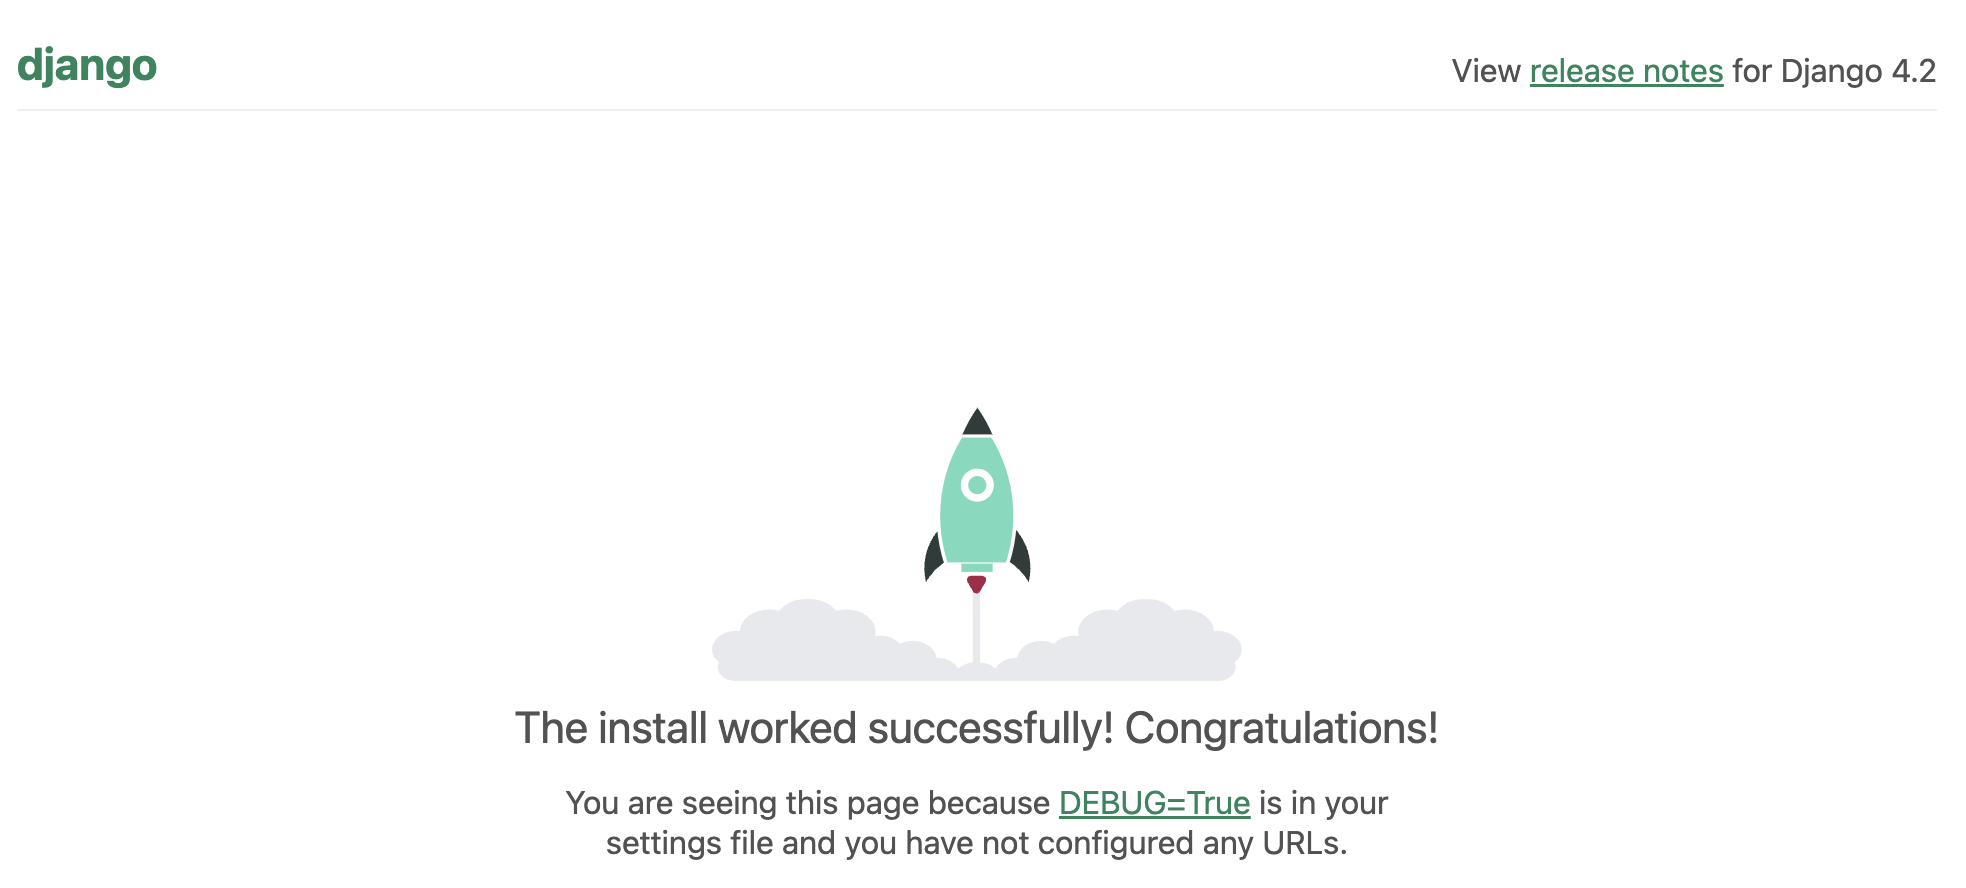 django
View release notes for Django 4.2
The install worked successfully! Congratulations!
You are seeing this page because DEBUG=True is in your
settings file and you have not configured any URLs.